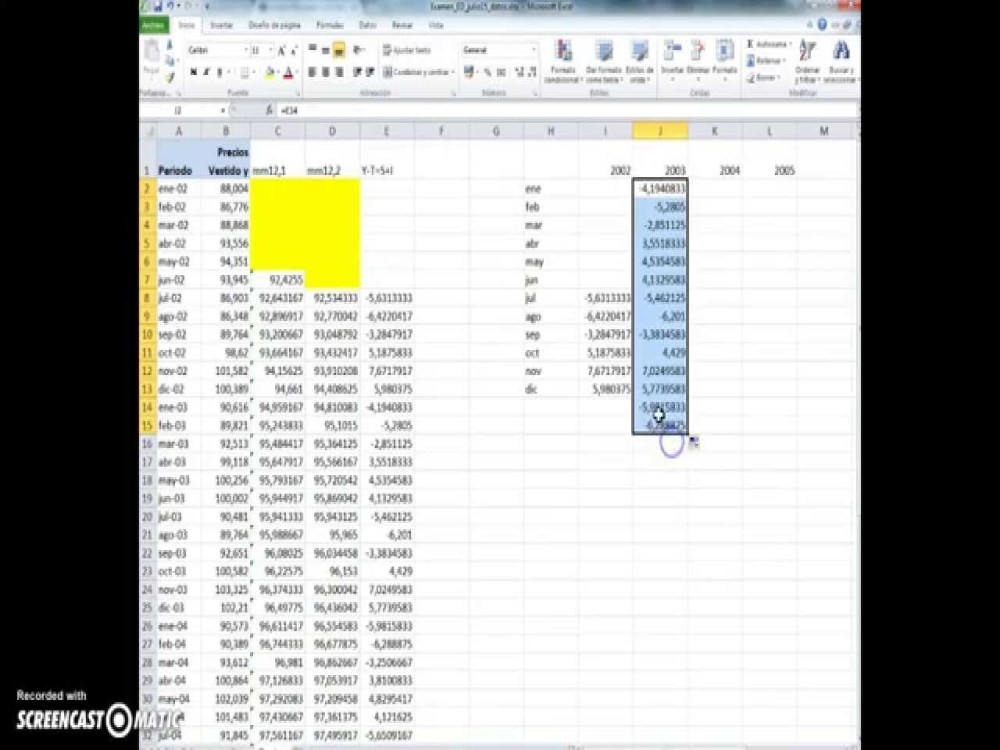 Examen_03_julio15_datos.xlsx - Microsoft Excel
Archivo Inicio Insertar Diseño de página Fórmulas Datos Revisar Vista
Calibri 11 Ajustar texto General Autosuma
N K S Combinar y centrar Formato condicional Dar formato como tabla Estilos de celda Insertar Eliminar Formato Rellenar Borrar Ordenar y filtrar Buscar y seleccionar
Fuente Alineación Número Estilos Celdas Modificar
J2 fx =E14
A B C D E F G H I J K L M
1 Periodo Precios Vestido y mm12,1 mm12,2 Y-T=S+I 2002 2003 2004 2005
2 ene-02 88,004 ene -4,1940833
3 feb-02 86,776 feb -5,2805
4 mar-02 88,868 mar -2,851125
5 abr-02 93,556 abr 3,5518333
6 may-02 94,351 may 4,5354583
7 jun-02 93,945 92,4255 jun 4,1329583
8 jul-02 86,903 92,643167 92,534333 -5,6313333 jul -5,6313333 -5,462125
9 ago-02 86,348 92,896917 92,770042 -6,4220417 ago -6,4220417 -6,201
10 sep-02 89,764 93,200667 93,048792 -3,2847917 sep -3,2847917 -3,3834583
11 oct-02 98,62 93,664167 93,432417 5,1875833 oct 5,1875833 4,429
12 nov-02 101,582 94,15625 93,910208 7,6717917 nov 7,6717917 7,0249583
13 dic-02 100,389 94,661 94,408625 5,980375 dic 5,980375 5,7739583
14 ene-03 90,616 94,959167 94,810083 -4,1940833 -5,9815833
15 feb-03 89,821 95,243833 95,1015 -5,2805 -6,288875
16 mar-03 92,513 95,484417 95,364125 -2,851125
17 abr-03 99,118 95,647917 95,566167 3,5518333
18 may-03 100,256 95,793167 95,720542 4,5354583
19 jun-03 100,002 95,944917 95,869042 4,1329583
20 jul-03 90,481 95,941333 95,943125 -5,462125
21 ago-03 89,764 95,988667 95,965 -6,201
22 sep-03 92,651 96,08025 96,034458 -3,3834583
23 oct-03 100,582 96,22575 96,153 4,429
24 nov-03 103,325 96,374333 96,300042 7,0249583
25 dic-03 102,21 96,49775 96,436042 5,7739583
26 ene-04 90,573 96,611417 96,554583 -5,9815833
27 feb-04 90,389 96,744333 96,677875 -6,288875
28 mar-04 93,612 96,981 96,862667 -3,2506667
29 abr-04 100,864 97,126833 97,053917 3,8100833
30 may-04 102,039 97,292083 97,209458 4,8295417
101,483 97,430667 97,361375 4,121625
32 jul-04 91,845 97,561167 97,495917 -5,6509167
Recorded with
SCREENCAST-O-MATIC